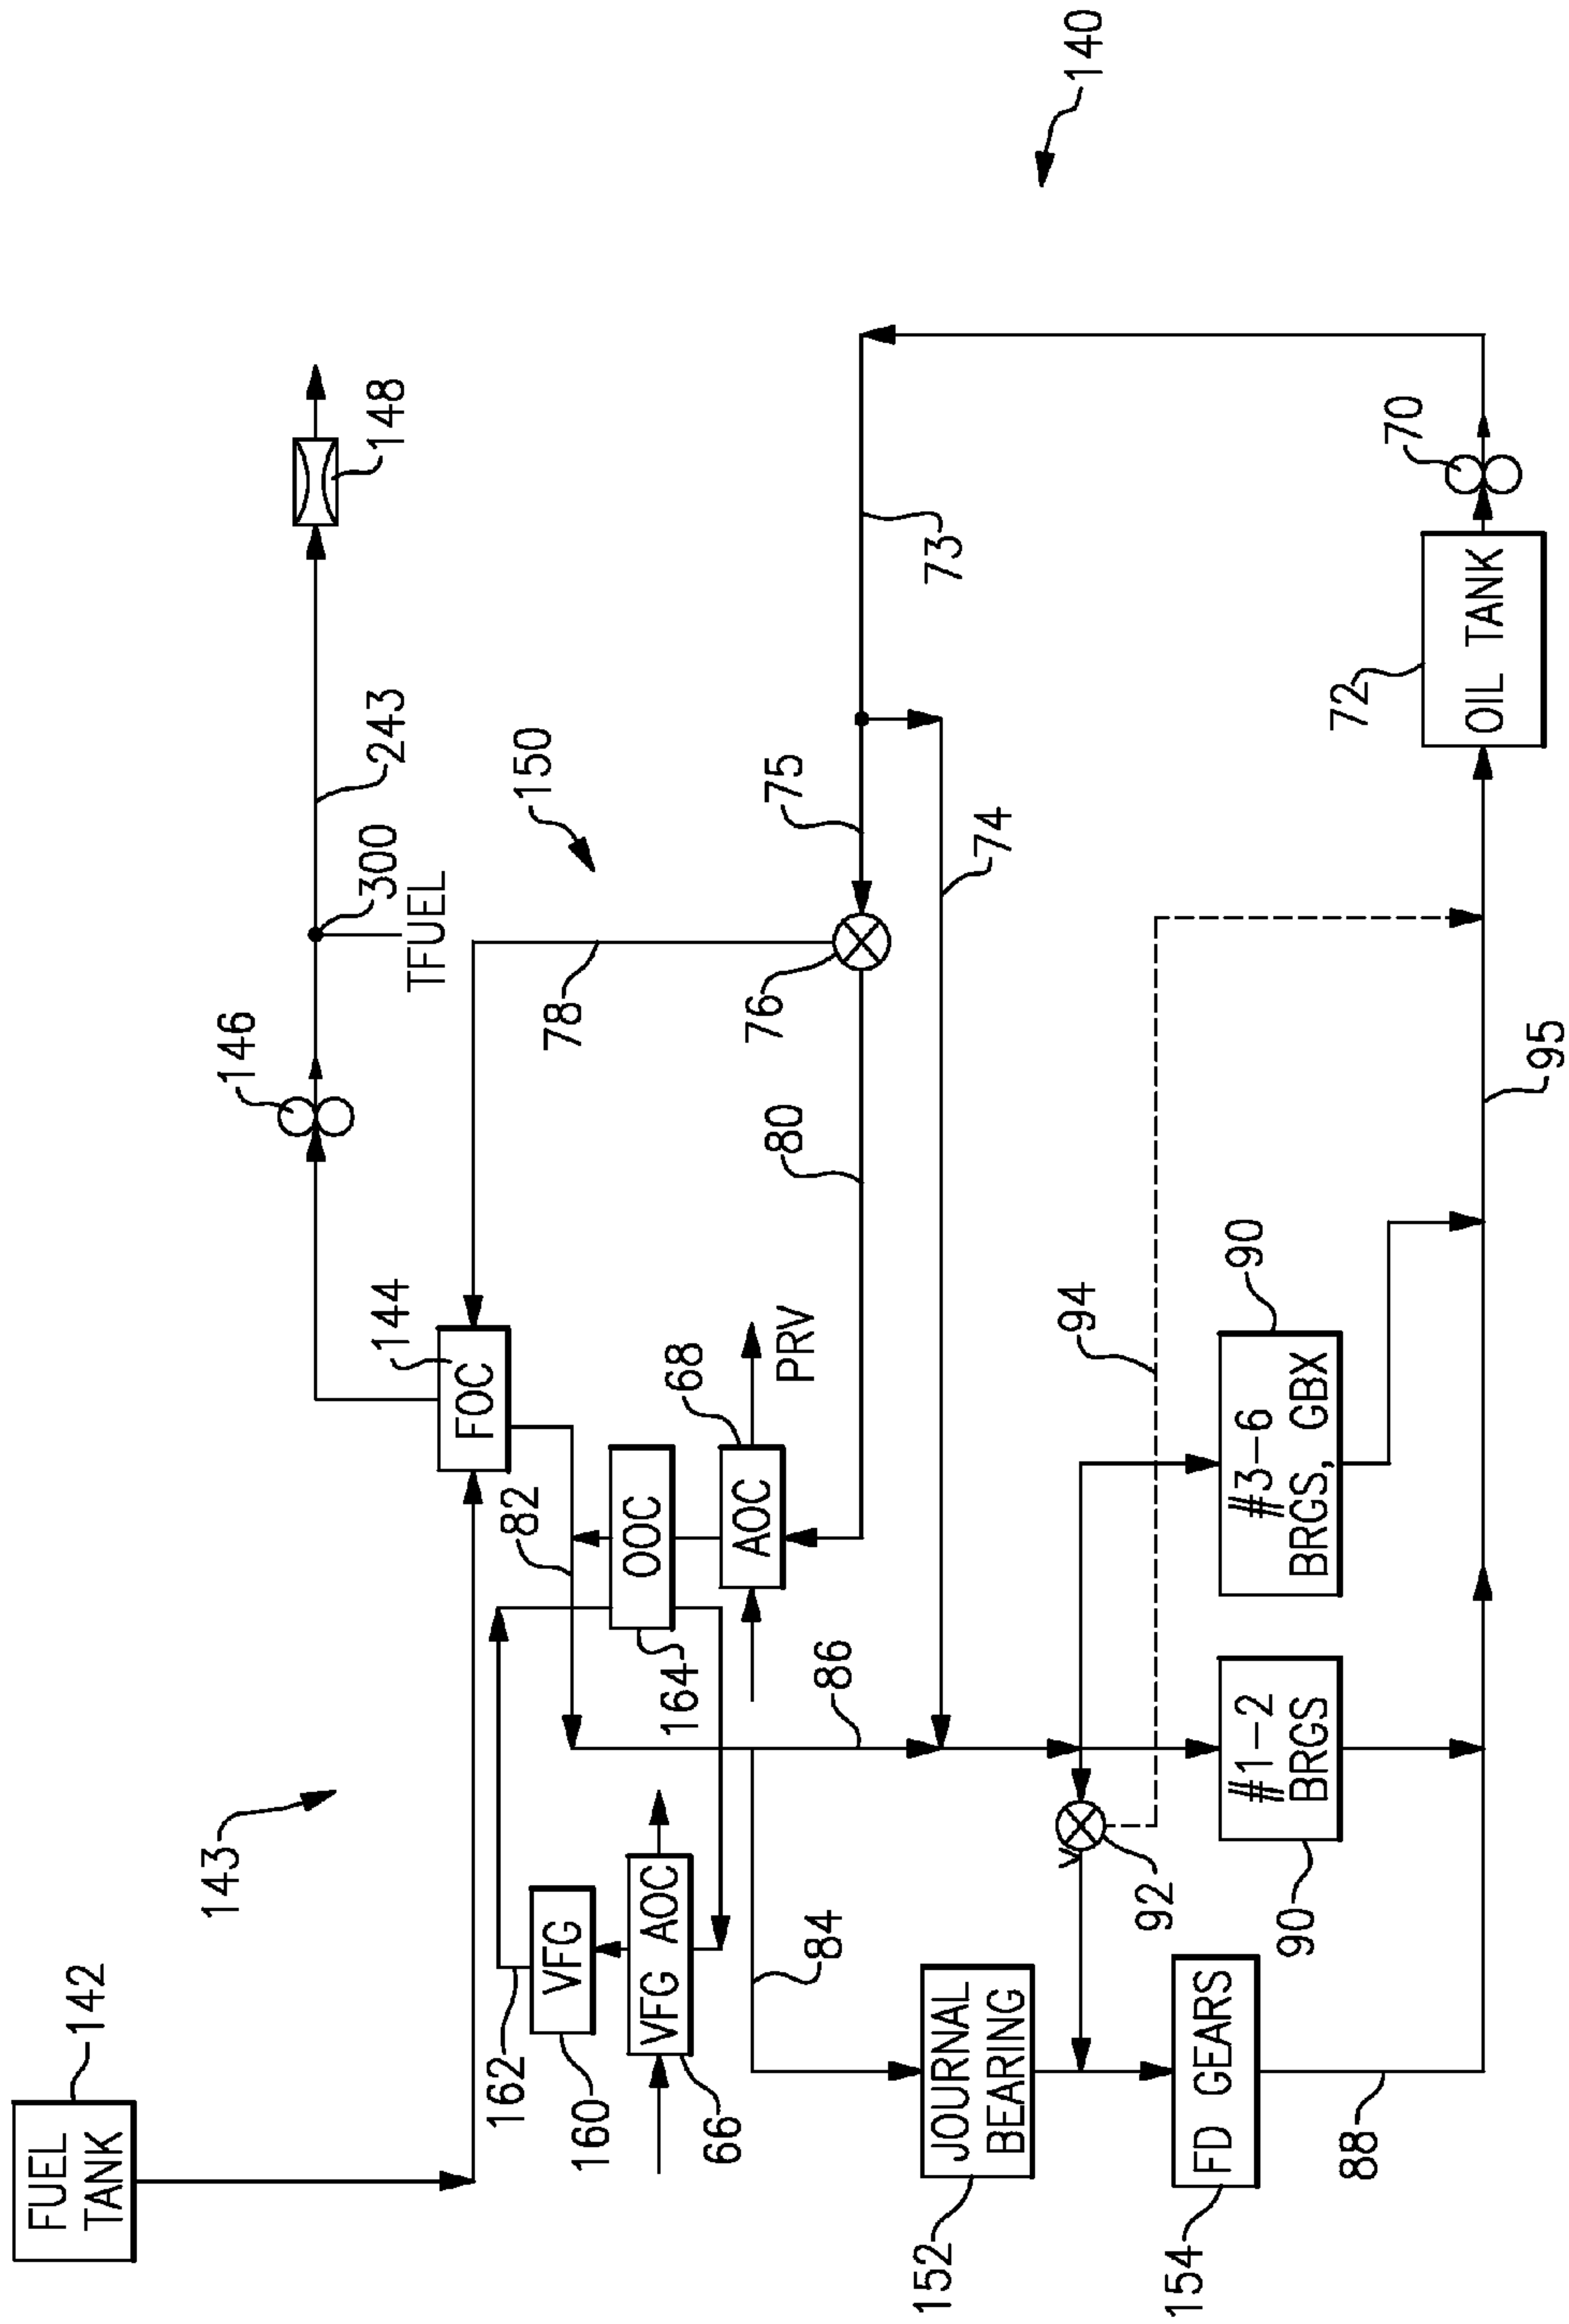 FUEL
TANK
142
143
162
VFG
160
VFG AOC
66
82
OOC
164
FOC
144
AOC
68
PRV
146
TFUEL
300
243
148
150
78
76
75
80
73
74
140
84
86
JOURNAL
BEARING
152
FD GEARS
154
88
92
#1-2
BRGS
90
#3-6
BRGS, GBX
90
94
95
OIL TANK
72
70